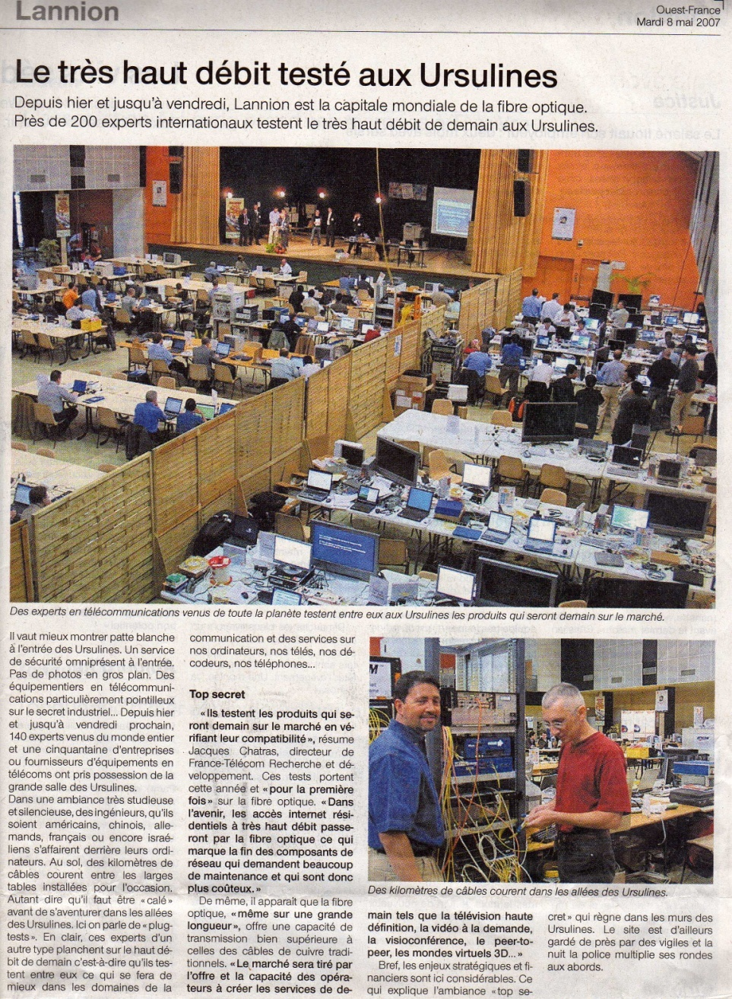 Lannion
Ouest-France
Mardi 8 mai 2007
Le très haut débit testé aux Ursulines
Depuis hier et jusqu'à vendredi, Lannion est la capitale mondiale de la fibre optique.
Près de 200 experts internationaux testent le très haut débit de demain aux Ursulines.
Des experts en télécommunications venus de toute la planète testent entre eux aux Ursulines les produits qui seront demain sur le marché.
Il vaut mieux montrer patte blanche
à l'entrée des Ursulines. Un service
de sécurité omniprésent à l'entrée.
Pas de photos en gros plan. Des
équipementiers en télécommuni-
cations particulièrement pointilleux
sur le secret industriel... Depuis hier
et jusqu'à vendredi prochain,
140 experts venus du monde entier
et une cinquantaine d'entreprises
ou fournisseurs d'équipements en
télécoms ont pris possession de la
grande salle des Ursulines.
Dans une ambiance très studieuse
et silencieuse, des ingénieurs, qu'ils
soient américains, chinois, alle-
mands, français ou encore israé-
liens s'affairent derrière leurs ordi-
nateurs. Au sol, des kilomètres de
câbles courent entre les larges
tables installées pour l'occasion.
Autant dire qu'il faut être « calé »
avant de s'aventurer dans les allées
des Ursulines. Ici on parle de « plug-
tests ». En clair, ces experts d'un
autre type planchent sur le haut dé-
bit de demain c'est-à-dire qu'ils tes-
tent entre eux ce qui se fera de
mieux dans les domaines de la
communication et des services sur
nos ordinateurs, nos télés, nos dé-
codeurs, nos téléphones...
Top secret
« Ils testent les produits qui se-
ront demain sur le marché en vé-
rifiant leur compatibilité », résume
Jacques Chatras, directeur de
France-Télécom Recherche et dé-
veloppement. Ces tests portent
cette année et « pour la première
fois » sur la fibre optique. « Dans
l'avenir, les accès internet rési-
dentiels à très haut débit passe-
ront par la fibre optique ce qui
marque la fin des composants de
réseau qui demandent beaucoup
de maintenance et qui sont donc
plus coûteux. »
De même, il apparaît que la fibre
optique, « même sur une grande
longueur », offre une capacité de
transmission bien supérieure à
celles des câbles de cuivre tradi-
tionnels. « Le marché sera tiré par
l'offre et la capacité des opéra-
teurs à créer les services de de-
Des kilomètres de câbles courent dans les allées des Ursulines.
main tels que la télévision haute
définition, la vidéo à la demande,
la visioconférence, le peer-to-
peer, les mondes virtuels 3D... »
Bref, les enjeux stratégiques et fi-
nanciers sont ici considérables. Ce
qui explique l'ambiance « top se-
cret » qui règne dans les murs des
Ursulines. Le site est d'ailleurs
gardé de près par des vigiles et la
nuit la police multiplie ses rondes
aux abords.